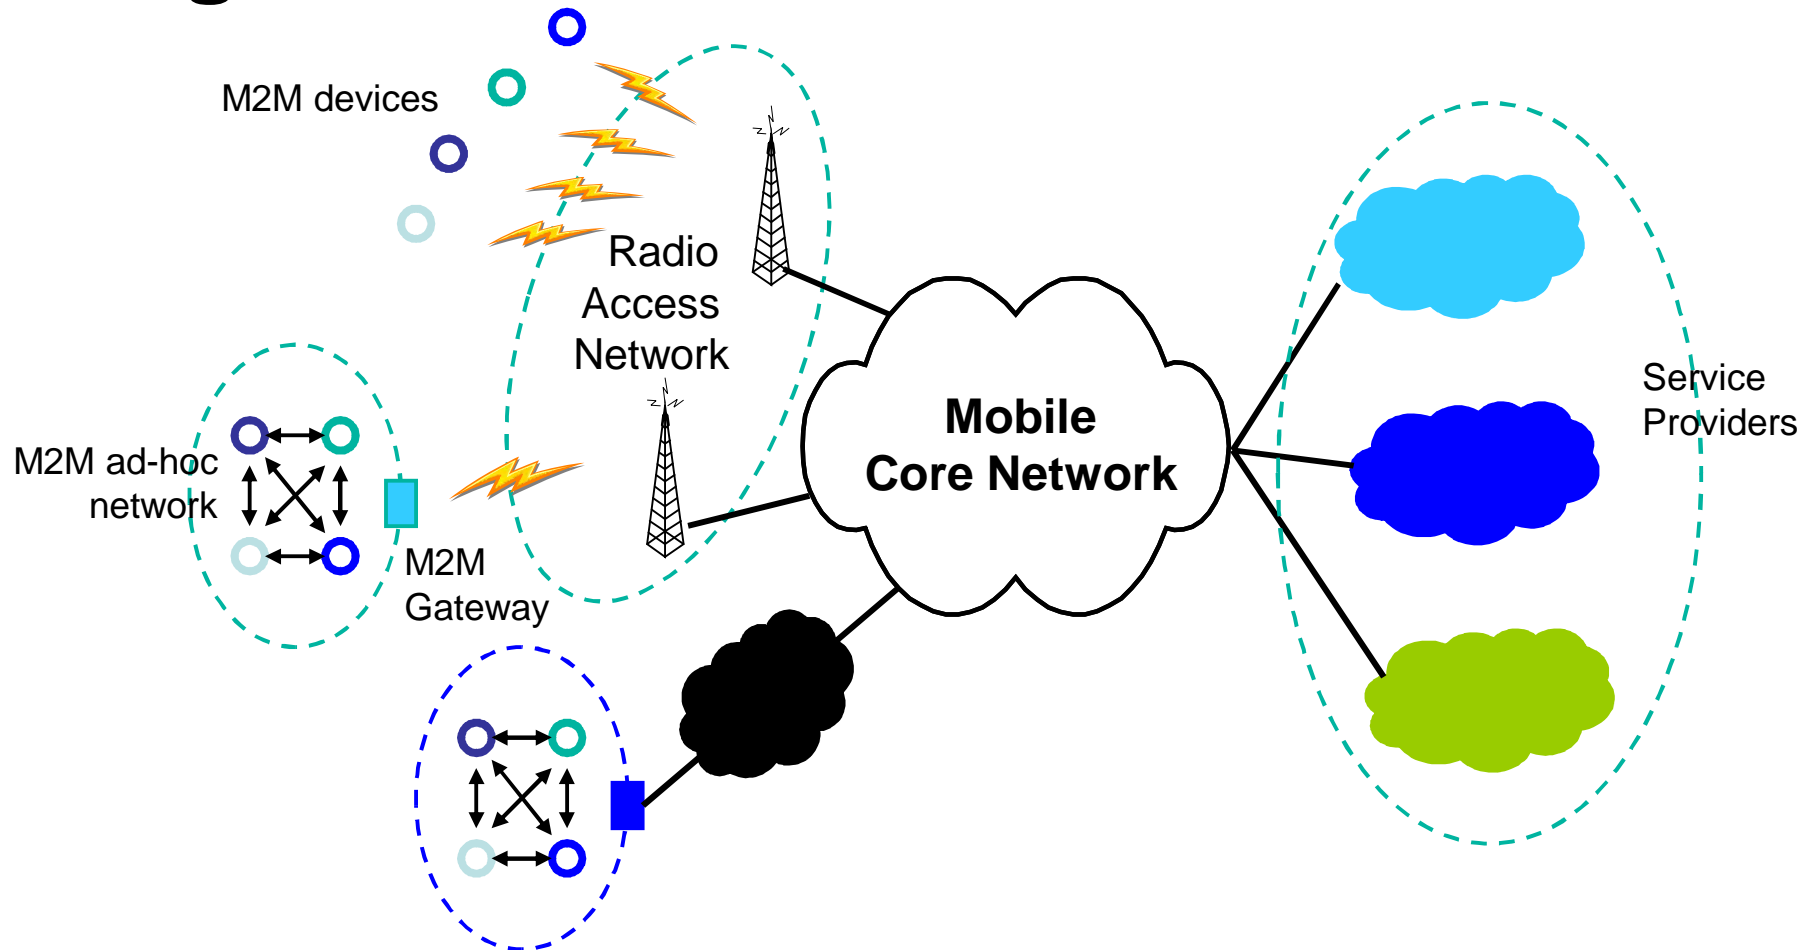 M2M devices
Radio
Access
Network
Mobile
Core Network
Service
Providers
M2M ad-hoc
network
M2M
Gateway